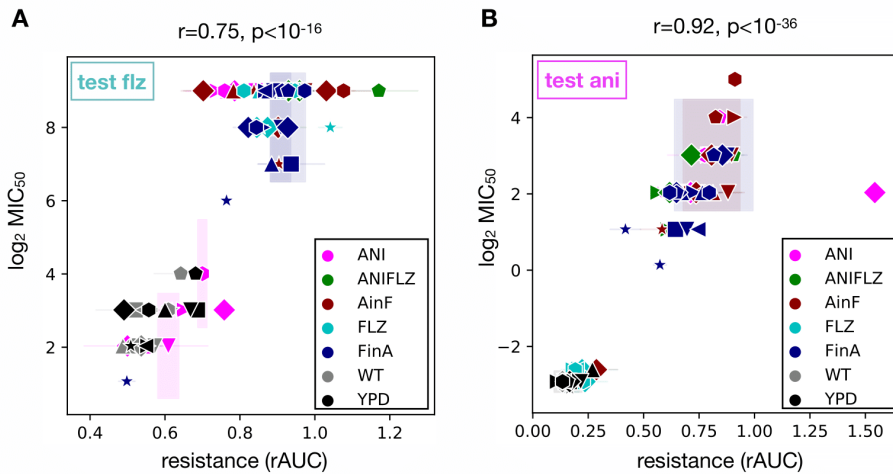 A
r=0.75, p<10⁻¹⁶
test flz
log₂ MIC₅₀
8
6
4
2
0.4 0.6 0.8 1.0 1.2
resistance (rAUC)
ANI
ANIFLZ
AinF
FLZ
FinA
WT
YPD
B
r=0.92, p<10⁻³⁶
test ani
log₂ MIC₅₀
4
2
0
−2
0.00 0.25 0.50 0.75 1.00 1.25 1.50
resistance (rAUC)
ANI
ANIFLZ
AinF
FLZ
FinA
WT
YPD